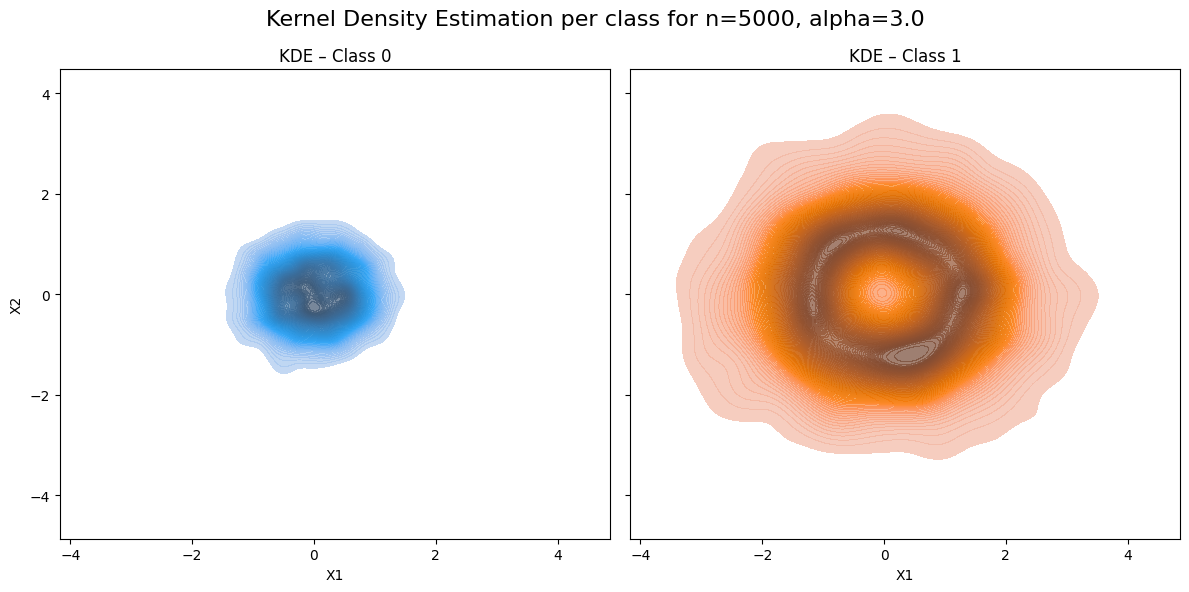 Kernel Density Estimation per class for n=5000, alpha=3.0
KDE – Class 0
KDE – Class 1
4
2
0
−2
−4
X2
−4
−2
0
2
4
−4
−2
0
2
4
X1
X1